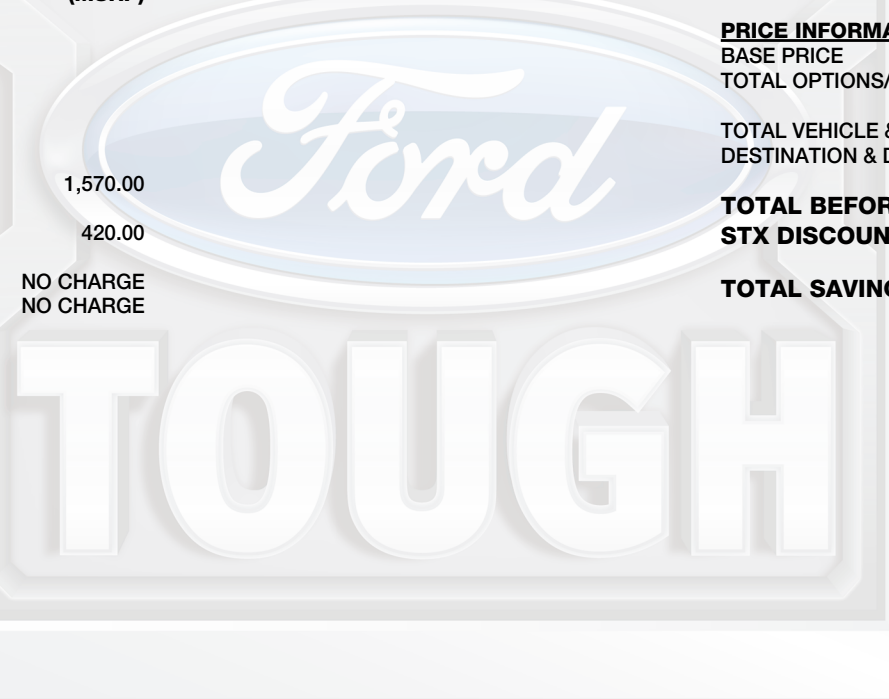 (MSRP)
1,570.00
420.00
NO CHARGE
NO CHARGE
PRICE INFORMA
BASE PRICE
TOTAL OPTIONS/
TOTAL VEHICLE &
DESTINATION & D
TOTAL BEFOR
STX DISCOUN
TOTAL SAVING
Ford
TOUGH